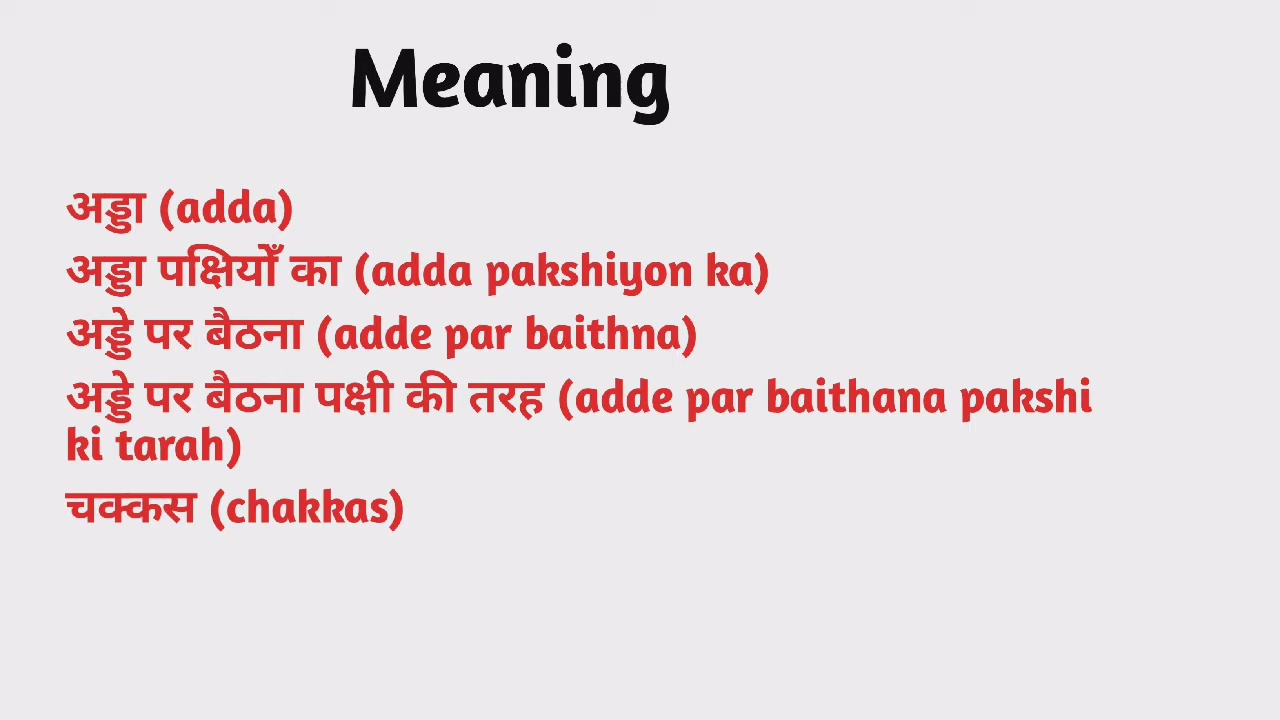 Meaning
अड्डा (adda)
अड्डा पक्षियोँ का (adda pakshiyon ka)
अड्डे पर बैठना (adde par baithna)
अड्डे पर बैठना पक्षी की तरह (adde par baithana pakshi
ki tarah)
चक्कस (chakkas)